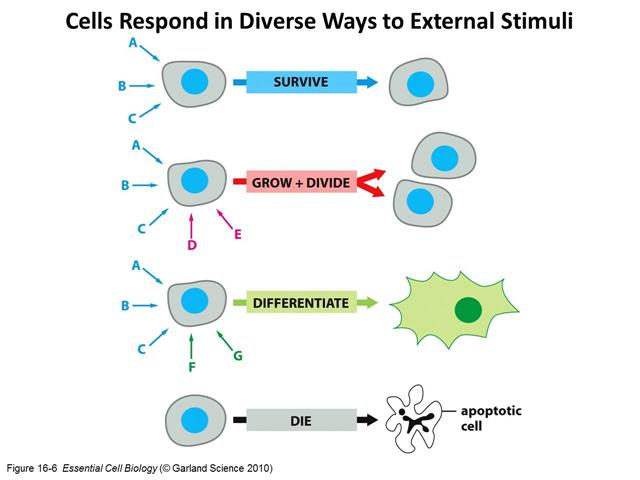 Cells Respond in Diverse Ways to External Stimuli
A
B
C
SURVIVE
A
B
C
D
E
GROW + DIVIDE
A
B
C
F
G
DIFFERENTIATE
DIE
apoptotic
cell
Figure 16-6 Essential Cell Biology (© Garland Science 2010)